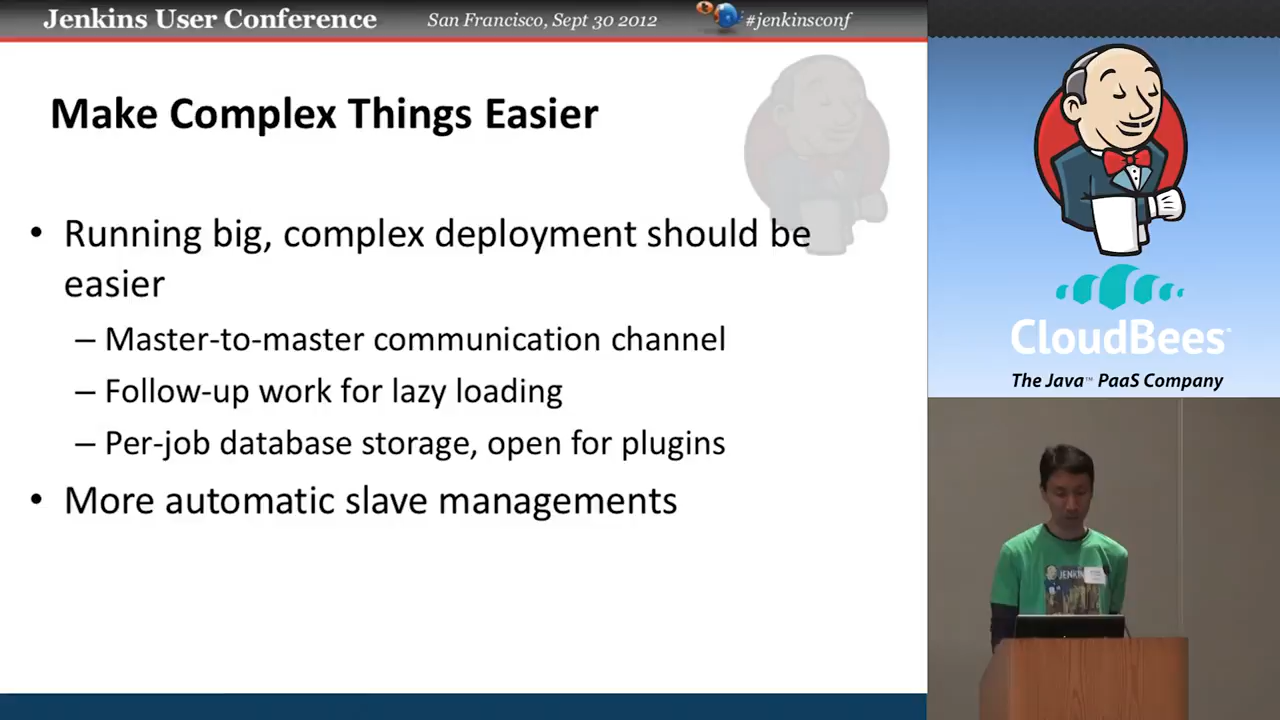 Jenkins User Conference San Francisco, Sept 30 2012 #jenkinsconf
Make Complex Things Easier
• Running big, complex deployment should be
easier
– Master-to-master communication channel
– Follow-up work for lazy loading
– Per-job database storage, open for plugins
• More automatic slave managements
CloudBees™
The Java™ PaaS Company
JENKINS